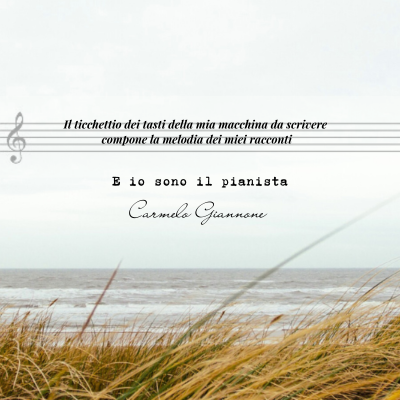 Il ticchettio dei tasti della mia macchina da scrivere
compone la melodia dei miei racconti
E io sono il pianista
Carmelo Giannone